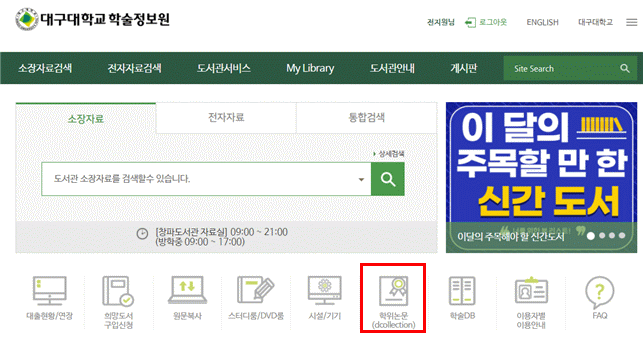 대구대학교 학술정보원
전지원님 로그아웃 ENGLISH 대구대학교
소장자료검색 전자자료검색 도서관서비스 My Library 도서관안내 게시판 Site Search
소장자료 전자자료 통합검색
상세검색
도서관 소장자료를 검색할수 있습니다.
[창파도서관 자료실] 09:00 ~ 21:00
(방학중 09:00 ~ 17:00)
이 달의
주목할 만 한
신간 도서
이달의 주목해야 할 신간도서
대출현황/연장
희망도서
구입신청
원문복사
스터디룸/DVD룸
시설/기기
학위논문
(dcollection)
학술DB
이용자별
이용안내
FAQ